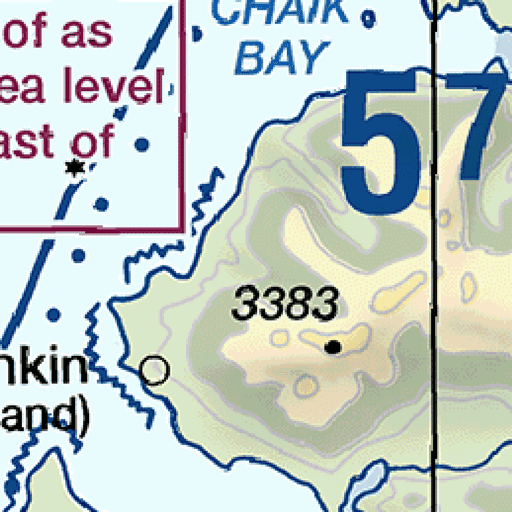 CHAIK
BAY
of as
ea level
ast of
57
3383
nkin
and)